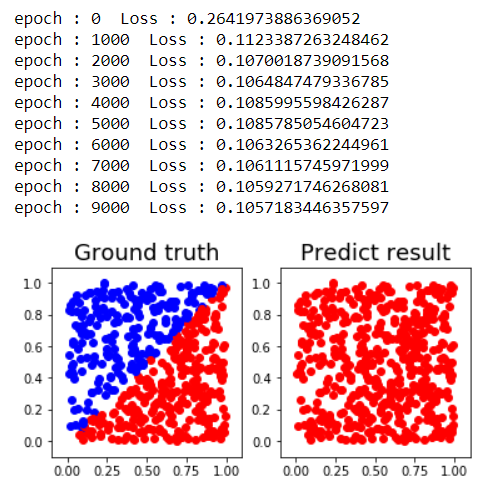 epoch : 0  Loss : 0.2641973886369052
epoch : 1000  Loss : 0.1123387263248462
epoch : 2000  Loss : 0.1070018739091568
epoch : 3000  Loss : 0.1064847479336785
epoch : 4000  Loss : 0.1085995598426287
epoch : 5000  Loss : 0.1085785054604723
epoch : 6000  Loss : 0.1063265362244961
epoch : 7000  Loss : 0.1061115745971999
epoch : 8000  Loss : 0.1059271746268081
epoch : 9000  Loss : 0.1057183446357597
Ground truth
1.0
0.8
0.6
0.4
0.2
0.0
0.00 0.25 0.50 0.75 1.00
Predict result
1.0
0.8
0.6
0.4
0.2
0.0
0.00 0.25 0.50 0.75 1.00